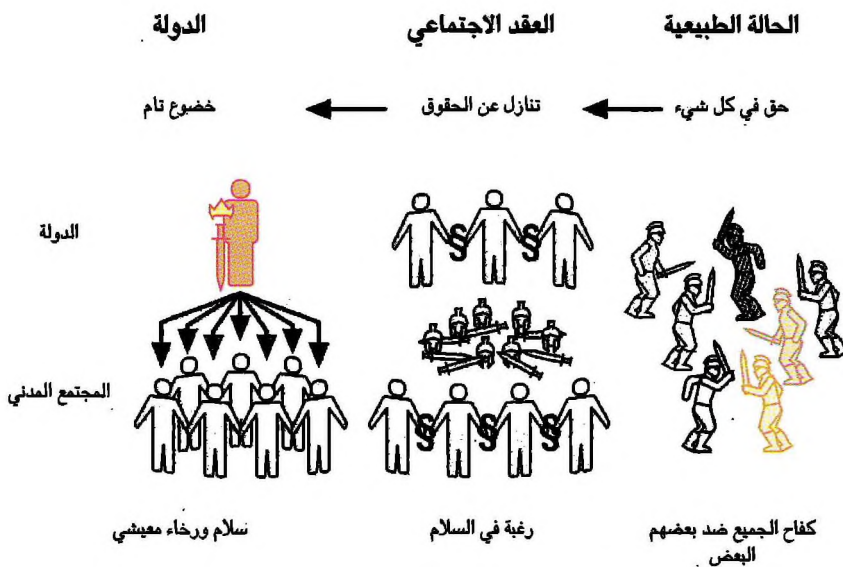 الحالة الطبيعية
العقد الاجتماعي
الدولة
حق في كل شيء
تنازل عن الحقوق
خضوع تام
الدولة
§ §
المجتمع المدني
§ § §
كفاح الجميع ضد بعضهم
البعض
رغبة في السلام
سلام ورخاء معيشي